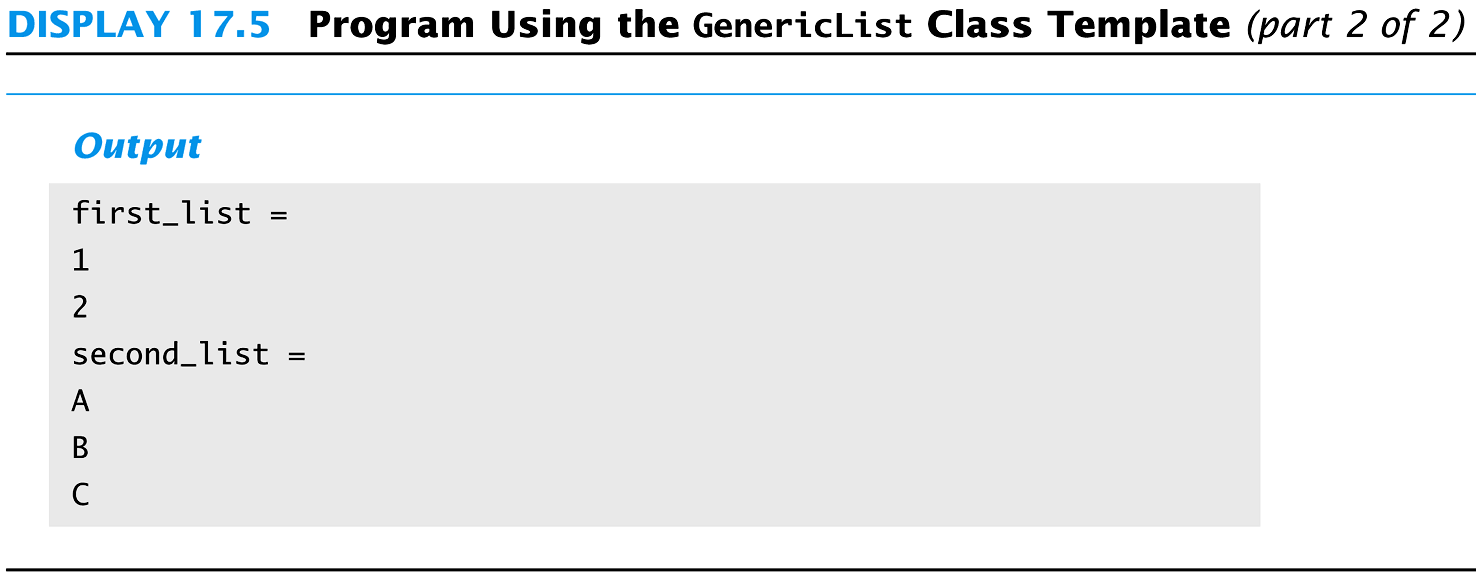 DISPLAY 17.5 Program Using the GenericList Class Template (part 2 of 2)
Output
first_list =
1
2
second_list =
A
B
C